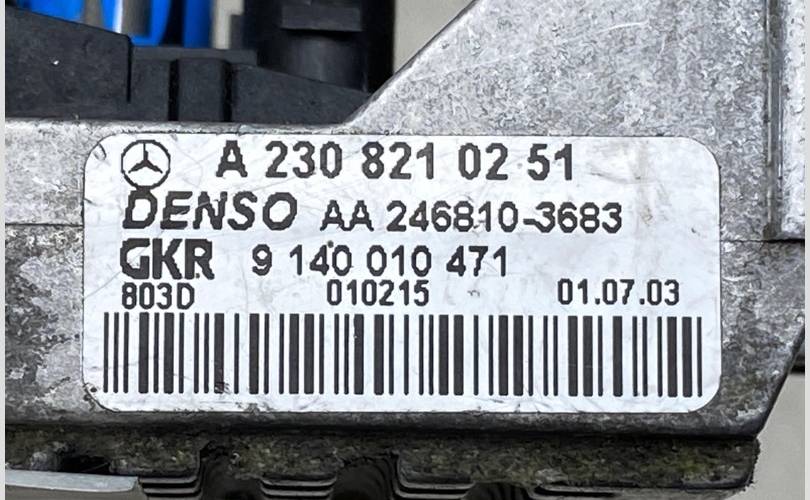 A 230 821 02 51
DENSO AA 246810-3683
GKR 9 140 010 471
803D 010215 01.07.03